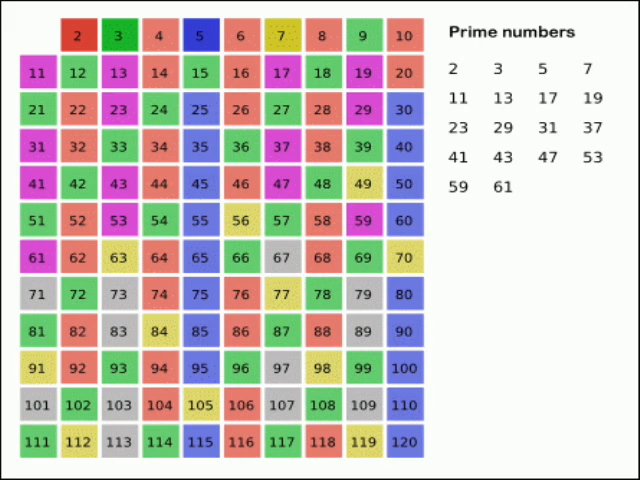 2 3 4 5 6 7 8 9 10
11 12 13 14 15 16 17 18 19 20
21 22 23 24 25 26 27 28 29 30
31 32 33 34 35 36 37 38 39 40
41 42 43 44 45 46 47 48 49 50
51 52 53 54 55 56 57 58 59 60
61 62 63 64 65 66 67 68 69 70
71 72 73 74 75 76 77 78 79 80
81 82 83 84 85 86 87 88 89 90
91 92 93 94 95 96 97 98 99 100
101 102 103 104 105 106 107 108 109 110
111 112 113 114 115 116 117 118 119 120
Prime numbers
2 3 5 7
11 13 17 19
23 29 31 37
41 43 47 53
59 61